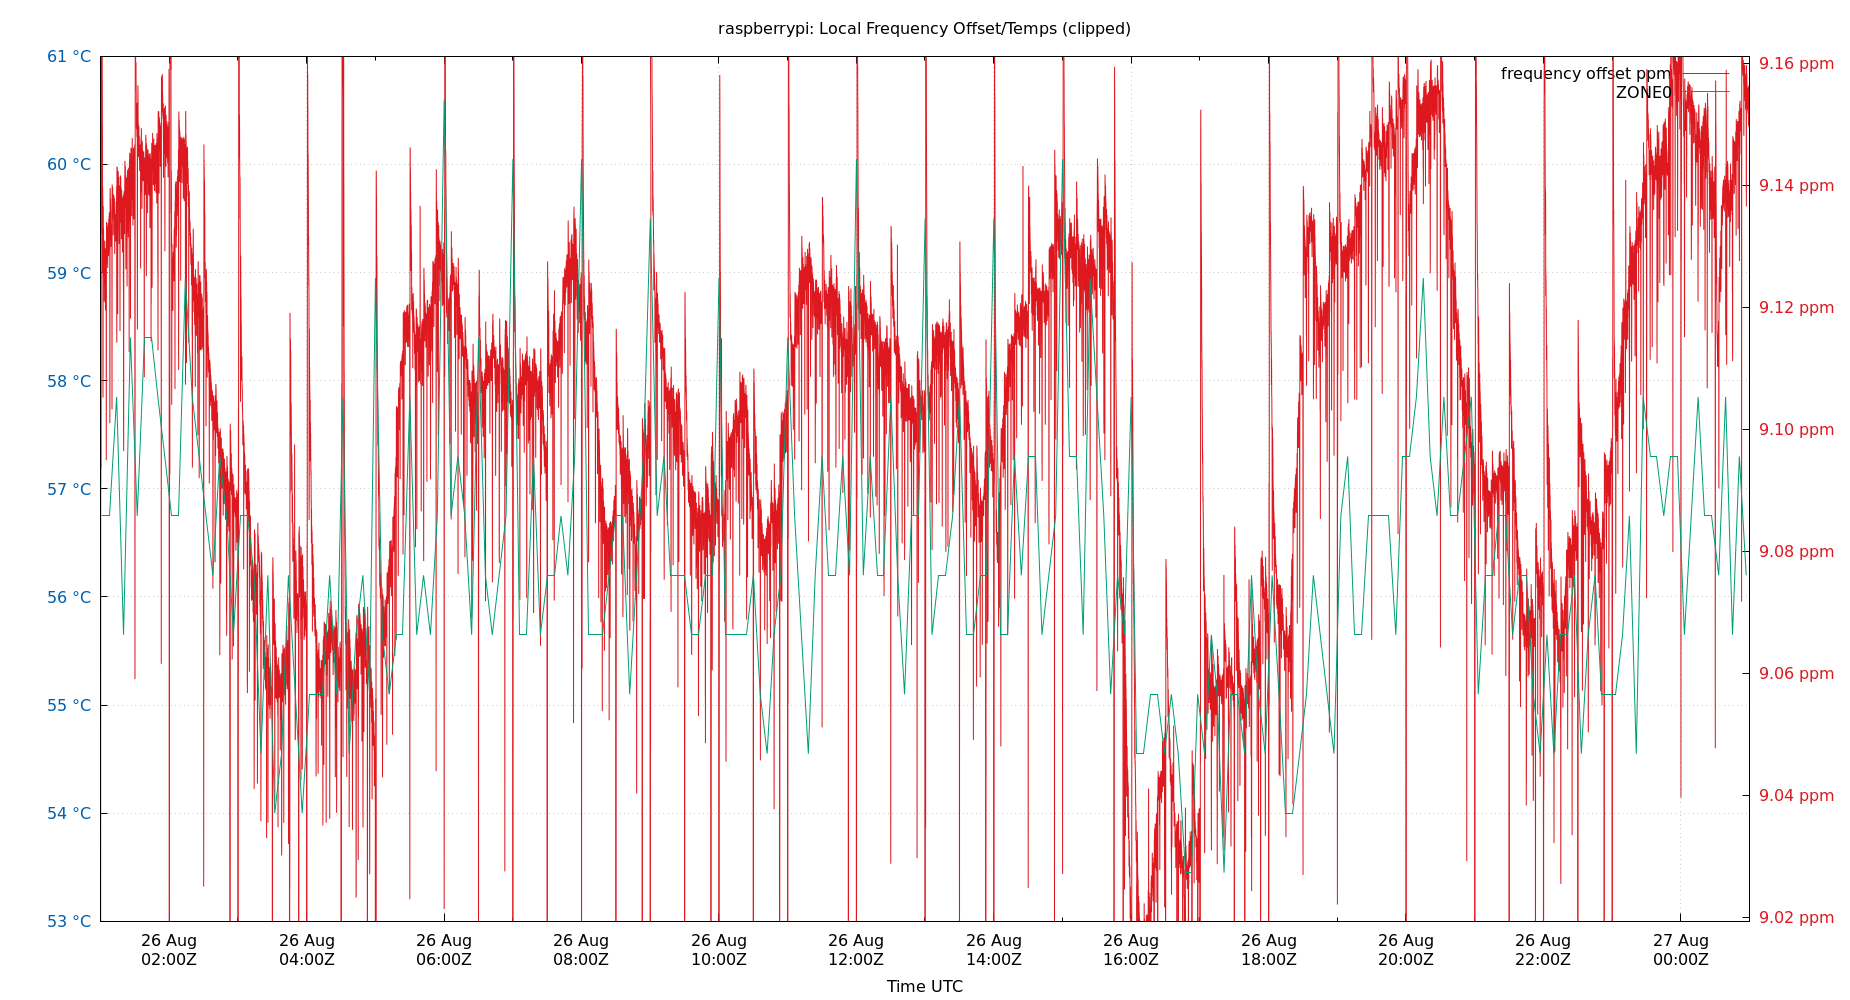 raspberrypi: Local Frequency Offset/Temps (clipped)
61 °C
60 °C
59 °C
58 °C
57 °C
56 °C
55 °C
54 °C
53 °C
frequency offset ppm
ZONE0
9.16 ppm
9.14 ppm
9.12 ppm
9.10 ppm
9.08 ppm
9.06 ppm
9.04 ppm
9.02 ppm
26 Aug
02:00Z
26 Aug
04:00Z
26 Aug
06:00Z
26 Aug
08:00Z
26 Aug
10:00Z
26 Aug
12:00Z
26 Aug
14:00Z
26 Aug
16:00Z
26 Aug
18:00Z
26 Aug
20:00Z
26 Aug
22:00Z
27 Aug
00:00Z
Time UTC